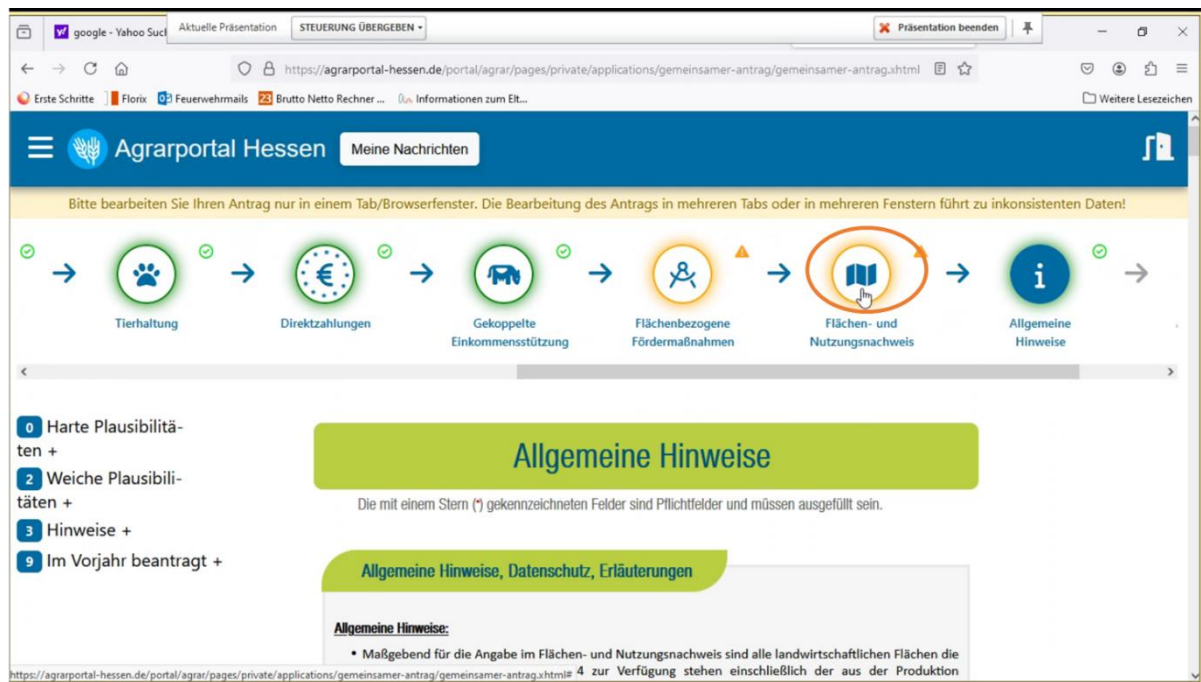 Aktuelle Präsentation
STEUERUNG ÜBERGEBEN
Präsentation beenden
google - Yahoo Such
https://agrarportal-hessen.de/portal/agrar/pages/private/applications/gemeinsamer-antrag/gemeinsamer-antrag.xhtml
Erste Schritte
Florix
Feuerwehrmails
23 Brutto Netto Rechner ...
Informationen zum Elt...
Weitere Lesezeichen
Agrarportal Hessen
Meine Nachrichten
Bitte bearbeiten Sie Ihren Antrag nur in einem Tab/Browserfenster. Die Bearbeitung des Antrags in mehreren Tabs oder in mehreren Fenstern führt zu inkonsistenten Daten!
Tierhaltung
Direktzahlungen
Gekoppelte
Einkommensstützung
Flächenbezogene
Fördermaßnahmen
Flächen- und
Nutzungsnachweis
Allgemeine
Hinweise
0 Harte Plausibilitä-
ten +
2 Weiche Plausibili-
täten +
3 Hinweise +
9 Im Vorjahr beantragt +
Allgemeine Hinweise
Die mit einem Stern (*) gekennzeichneten Felder sind Pflichtfelder und müssen ausgefüllt sein.
Allgemeine Hinweise, Datenschutz, Erläuterungen
Allgemeine Hinweise:
• Maßgebend für die Angabe im Flächen- und Nutzungsnachweis sind alle landwirtschaftlichen Flächen die
4 zur Verfügung stehen einschließlich der aus der Produktion
https://agrarportal-hessen.de/portal/agrar/pages/private/applications/gemeinsamer-antrag/gemeinsamer-antrag.xhtml#